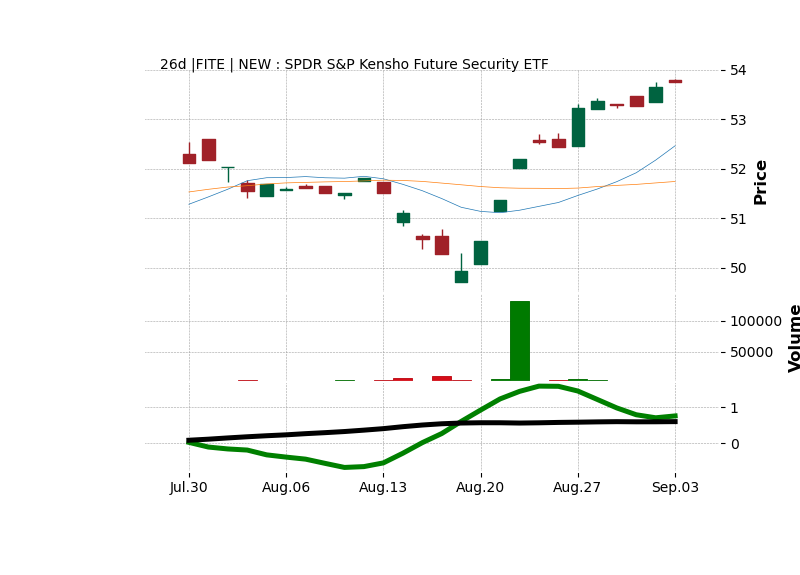 26d |FITE | NEW : SPDR S&P Kensho Future Security ETF
54
53
52
51
50
Price
100000
50000
Volume
1
0
Jul.30 Aug.06 Aug.13 Aug.20 Aug.27 Sep.03